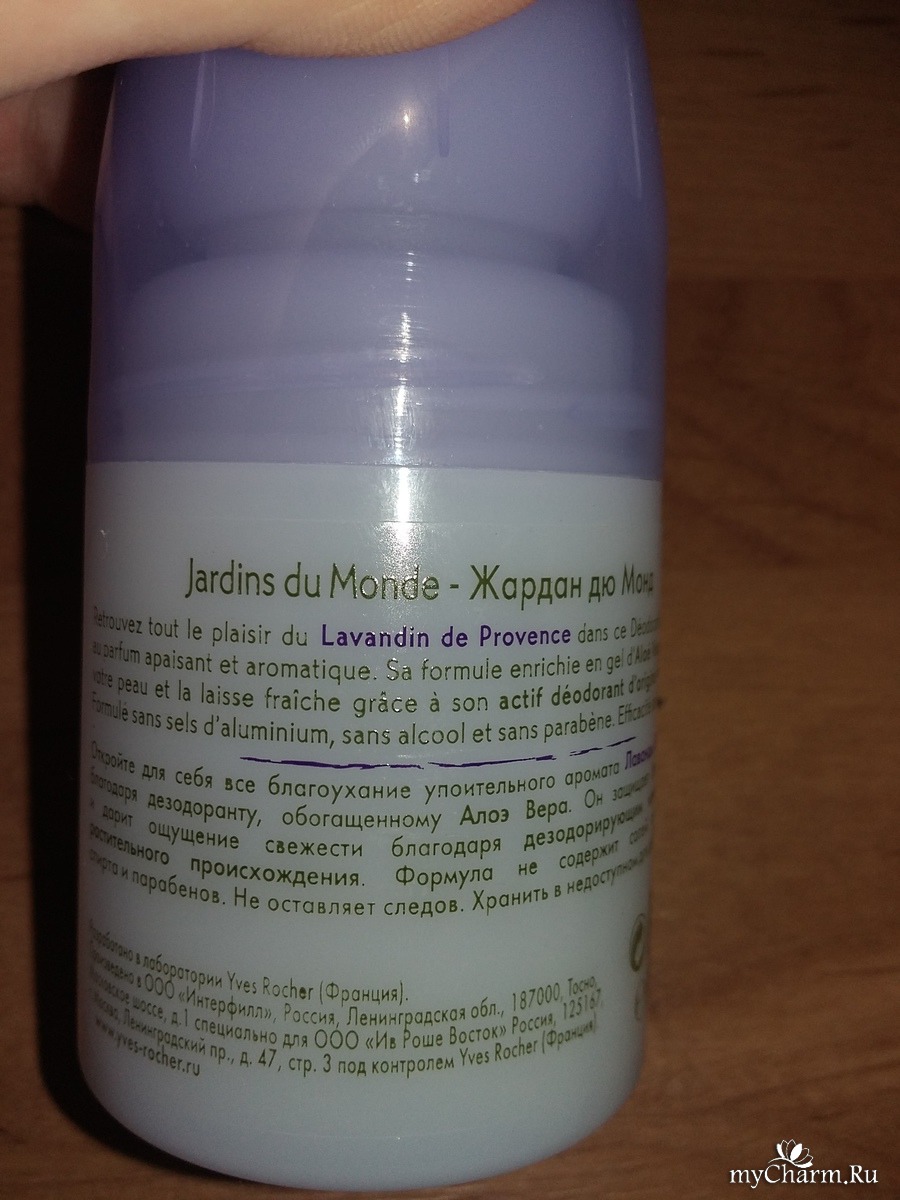 Jardins du Monde - Жардан дю Монд
Retrouvez tout le plaisir du Lavandin de Provence dans ce
au parfum apaisant et aromatique. Sa formule enrichie en gel d'Aloe
votre peau et la laisse fraîche grâce à son actif déodorant
Formulé sans sels d'aluminium, sans alcool et sans parabène.
Откройте для себя все благоухание упоительного аромата
благодаря дезодоранту, обогащенному Алоэ Вера. Он
и дарит ощущение свежести благодаря дезодорирующим
растительного происхождения. Формула не содержит солей
спирта и парабенов. Не оставляет следов. Хранить в недоступном
Разработано в лаборатории Yves Rocher (Франция).
Произведено в ООО «Интерфилл», Россия, Ленинградская обл., 187000, Тосно,
Московское шоссе, д.1 специально для ООО «Ив Роше Восток» Россия, 125167,
г. Москва, Ленинградский пр., д. 47, стр. 3 под контролем Yves Rocher (Франция)
www.yves-rocher.ru
myCharm.Ru